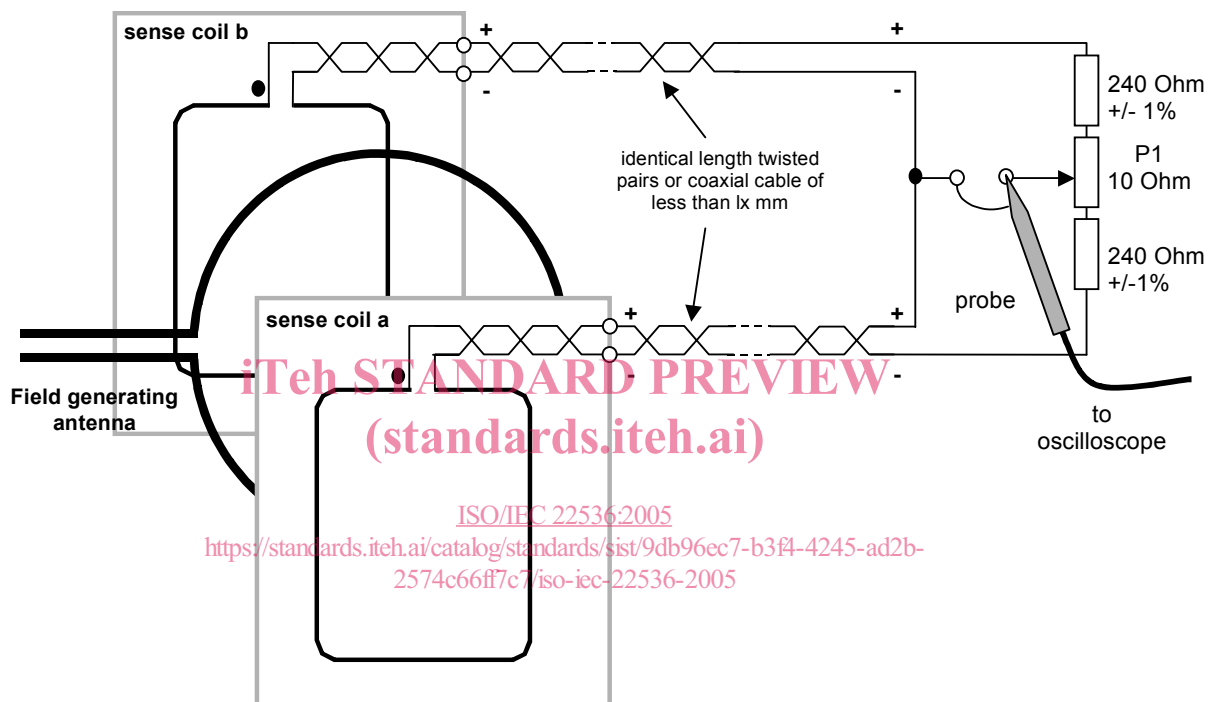 sense coil b
+
+
-
-
240 Ohm
+/- 1%
identical length twisted
pairs or coaxial cable of
less than lx mm
P1
10 Ohm
240 Ohm
+/-1%
probe
sense coil a
+
+
-
-
Field generating
antenna
to
oscilloscope
iTeh STANDARD PREVIEW
(standards.iteh.ai)
ISO/IEC 22536:2005
https://standards.iteh.ai/catalog/standards/sist/9db96ec7-b3f4-4245-ad2b-
2574c66ff7c7/iso-iec-22536-2005